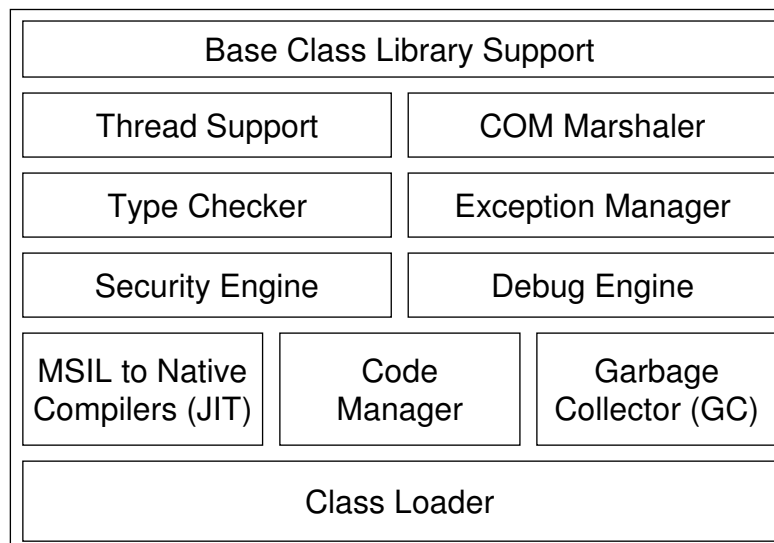 Base Class Library Support
Thread Support
COM Marshaler
Type Checker
Exception Manager
Security Engine
Debug Engine
MSIL to Native
Compilers (JIT)
Code
Manager
Garbage
Collector (GC)
Class Loader